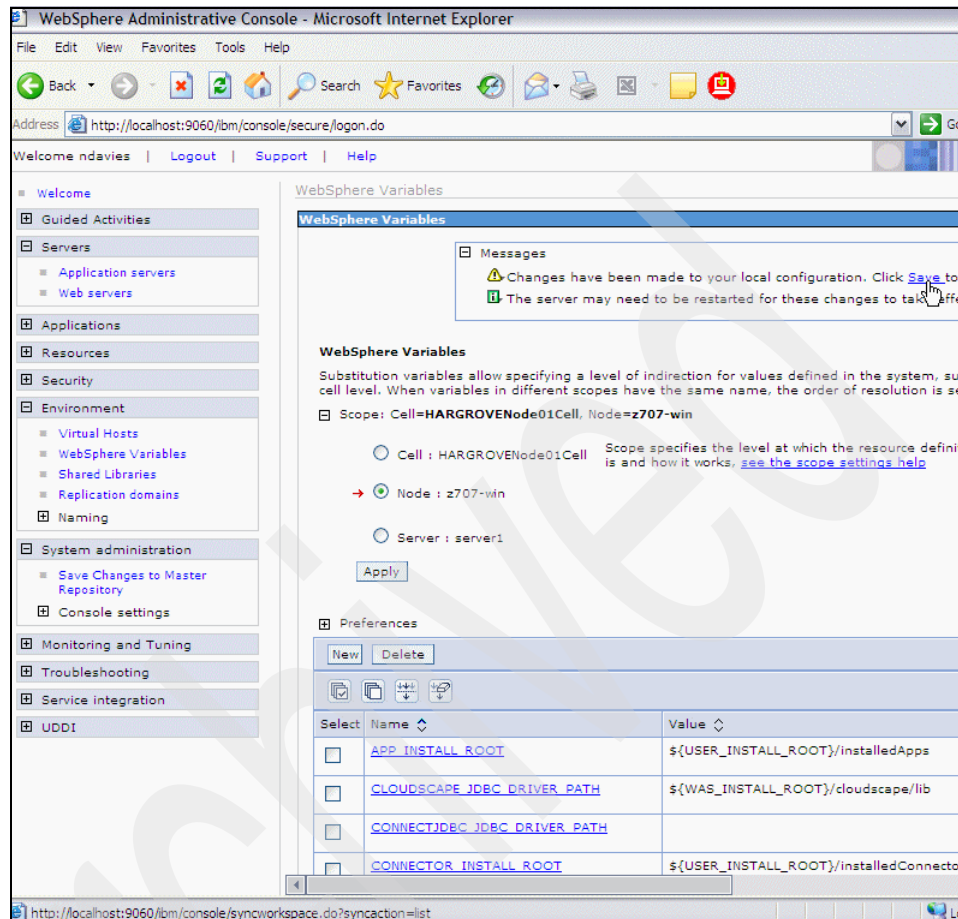 WebSphere Administrative Console - Microsoft Internet Explorer
File Edit View Favorites Tools Help
Back Search Favorites
Address http://localhost:9060/ibm/console/secure/logon.do
Welcome ndavies | Logout | Support | Help
Welcome
Guided Activities
Servers
Application servers
Web servers
Applications
Resources
Security
Environment
Virtual Hosts
WebSphere Variables
Shared Libraries
Replication domains
Naming
System administration
Save Changes to Master
Repository
Console settings
Monitoring and Tuning
Troubleshooting
Service integration
UDDI
WebSphere Variables
WebSphere Variables
Messages
Changes have been made to your local configuration. Click Save to
The server may need to be restarted for these changes to
WebSphere Variables
Substitution variables allow specifying a level of indirection for values defined in the system, su
cell level. When variables in different scopes have the same name, the order of resolution is se
Scope: Cell=HARGROVENode01Cell, Node=z707-win
Cell : HARGROVENode01Cell
Scope specifies the level at which the resource defini
is and how it works, see the scope settings help
Node : z707-win
Server : server1
Apply
Preferences
New Delete
Select Name Value
APP_INSTALL_ROOT ${USER_INSTALL_ROOT}/installedApps
CLOUDSCAPE_JDBC_DRIVER_PATH ${WAS_INSTALL_ROOT}/cloudscape/lib
CONNECTJDBC_JDBC_DRIVER_PATH
CONNECTOR_INSTALL_ROOT ${USER_INSTALL_ROOT}/installedConnecto
http://localhost:9060/ibm/console/syncworkspace.do?syncaction=list